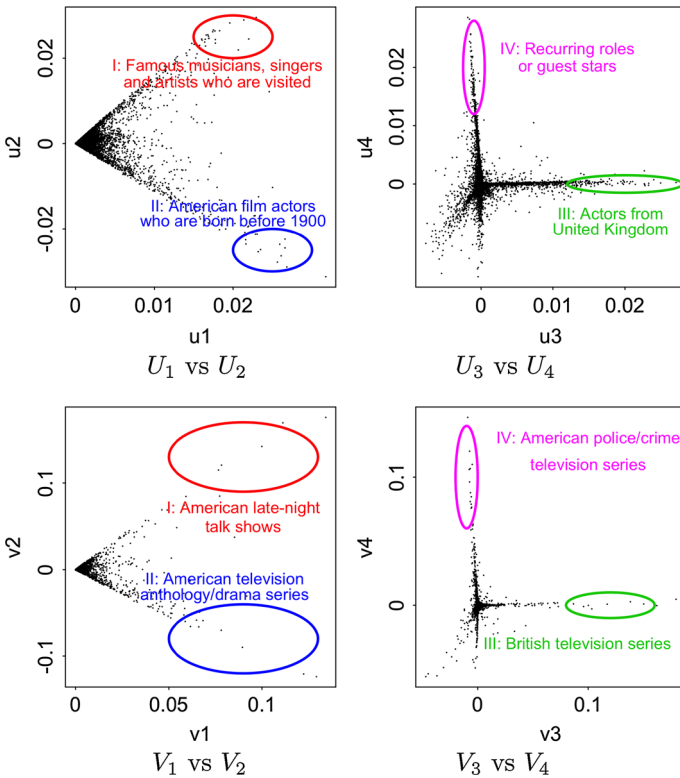 0.02
I: Famous musicians, singers
and artists who are visited
u2
0
II: American film actors
who are born before 1900
-0.02
0 0.01 0.02
u1
U1 vs U2
IV: Recurring roles
or guest stars
0.02
u4
0.01
0
III: Actors from
United Kingdom
0 0.01 0.02
u3
U3 vs U4
0.1
I: American late-night
talk shows
v2
0
II: American television
anthology/drama series
-0.1
0 0.05 0.1
v1
V1 vs V2
IV: American police/crime
television series
0.1
v4
0
III: British television series
0 0.1
v3
V3 vs V4